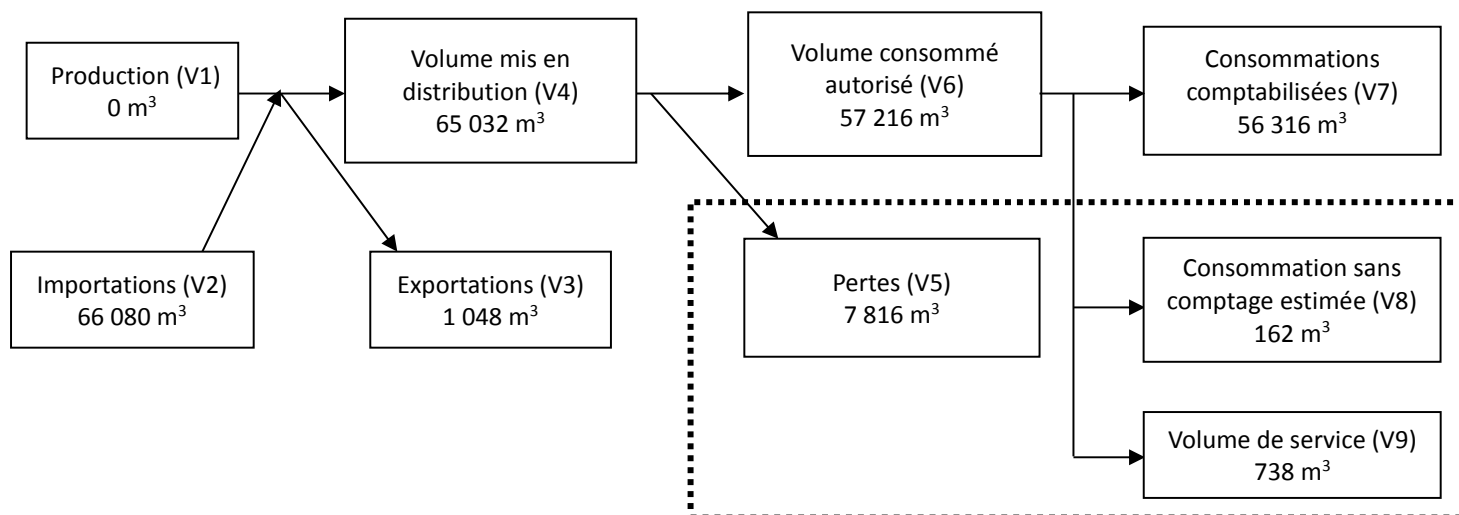 Production (V1)
0 m³
Volume mis en
distribution (V4)
65 032 m³
Volume consommé
autorisé (V6)
57 216 m³
Consommations
comptabilisées (V7)
56 316 m³
Importations (V2)
66 080 m³
Exportations (V3)
1 048 m³
Pertes (V5)
7 816 m³
Consommation sans
comptage estimée (V8)
162 m³
Volume de service (V9)
738 m³